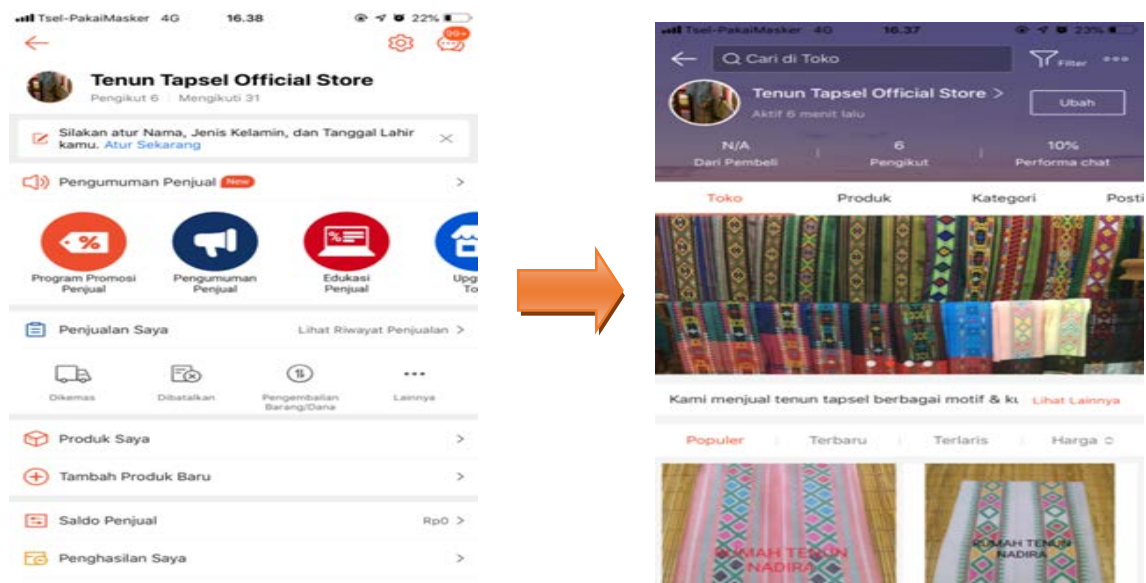 Tsel-PakaiMasker 4G 16.38 22%
99+
Tenun Tapsel Official Store
Pengikut 6 Mengikuti 31
Silakan atur Nama, Jenis Kelamin, dan Tanggal Lahir
kamu. Atur Sekarang
Pengumuman Penjual New
Program Promosi
Penjual
Pengumuman
Penjual
Edukasi
Penjual
Upg
To
Penjualan Saya Lihat Riwayat Penjualan >
Dikemas
Dibatalkan
Pengembalian
Barang/Dana
Lainnya
Produk Saya >
Tambah Produk Baru >
Saldo Penjual Rp0 >
Penghasilan Saya >
Tsel-PakaiMasker 4G 16.37 23%
Cari di Toko Filter
Tenun Tapsel Official Store >
Aktif 6 menit lalu
Ubah
N/A 6 10%
Dari Pembeli Pengikut Performa chat
Toko Produk Kategori Posti
Kami menjual tenun tapsel berbagai motif & ku Lihat Lainnya
Populer Terbaru Terlaris Harga
RUMAH TENUN
NADIRA
RUMAH TENUN
NADIRA